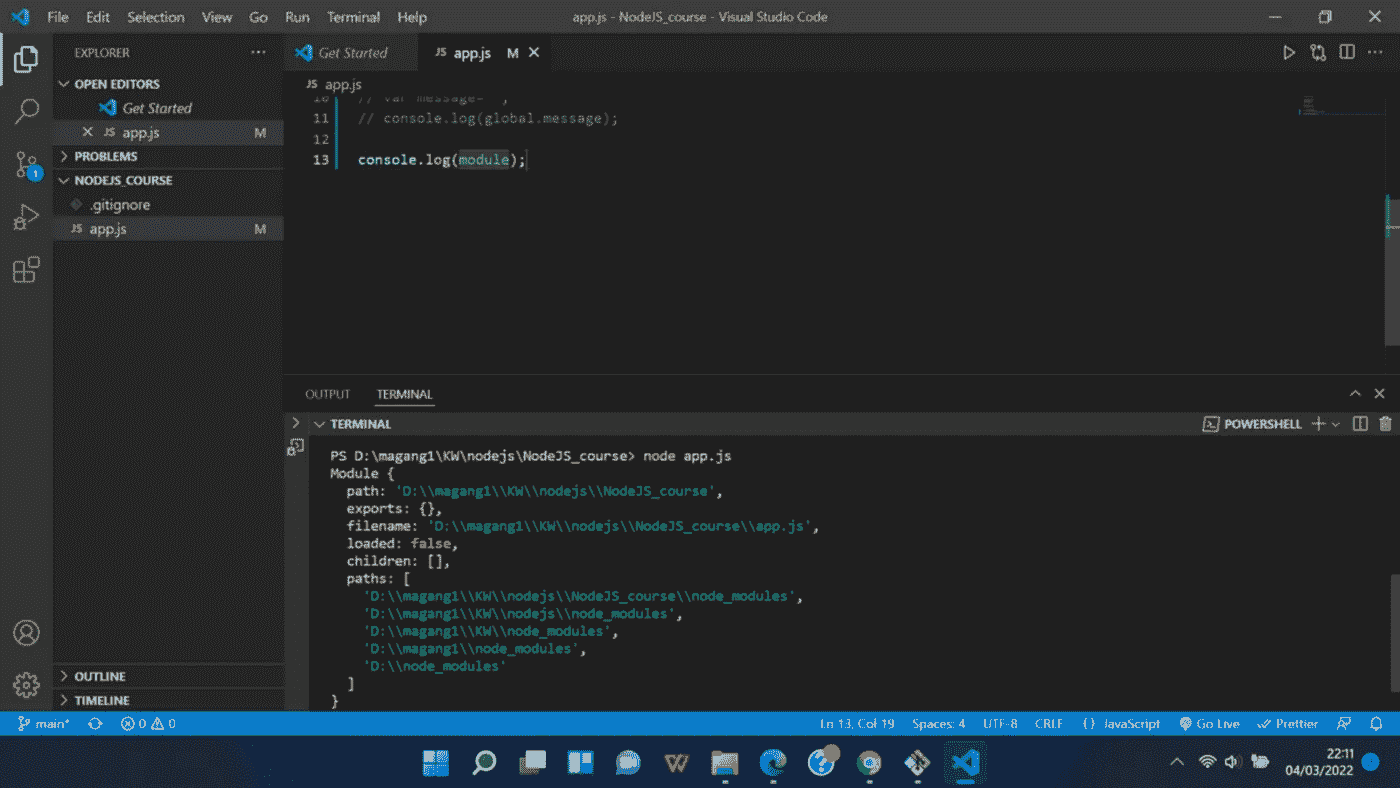 File Edit Selection View Go Run Terminal Help
app.js - NodeJS_course - Visual Studio Code
EXPLORER
OPEN EDITORS
Get Started
JS app.js M
PROBLEMS
NODEJS_COURSE
.gitignore
JS app.js M
OUTLINE
TIMELINE
Get Started
JS app.js M
JS app.js
10 // var message= ;
11 // console.log(global.message);
12
13 console.log(module);
OUTPUT TERMINAL
TERMINAL
POWERSHELL
PS D:\magang1\KW\nodejs\NodeJS_course> node app.js
Module {
path: 'D:\\magang1\\KW\\nodejs\\NodeJS_course',
exports: {},
filename: 'D:\\magang1\\KW\\nodejs\\NodeJS_course\\app.js',
loaded: false,
children: [],
paths: [
'D:\\magang1\\KW\\nodejs\\NodeJS_course\\node_modules',
'D:\\magang1\\KW\\nodejs\\node_modules',
'D:\\magang1\\KW\\node_modules',
'D:\\magang1\\node_modules',
'D:\\node_modules'
]
}
1
main* 0 0 Ln 13, Col 19 Spaces: 4 UTF-8 CRLF {} JavaScript Go Live Prettier
22:11
04/03/2022